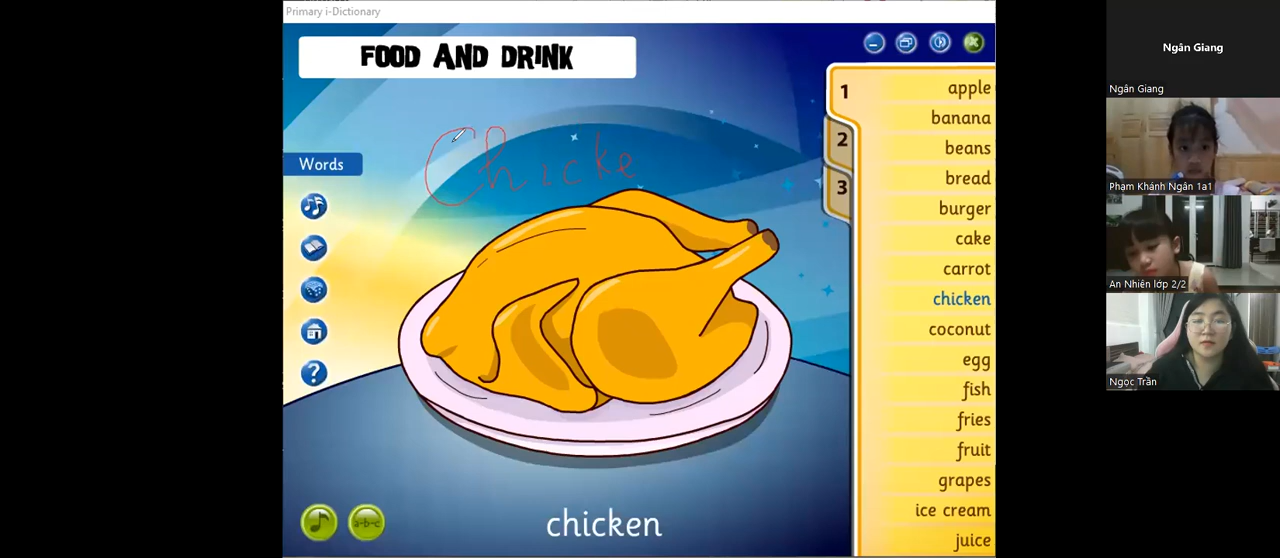 Primary i-Dictionary
FOOD AND DRINK
Chicke
Words
?
a-b-c
chicken
1
2
3
apple
banana
beans
bread
burger
cake
carrot
chicken
coconut
egg
fish
fries
fruit
grapes
ice cream
juice
Ngân Giang
Ngân Giang
Phạm Khánh Ngân 1a1
An Nhiên lớp 2/2
Ngọc Trần